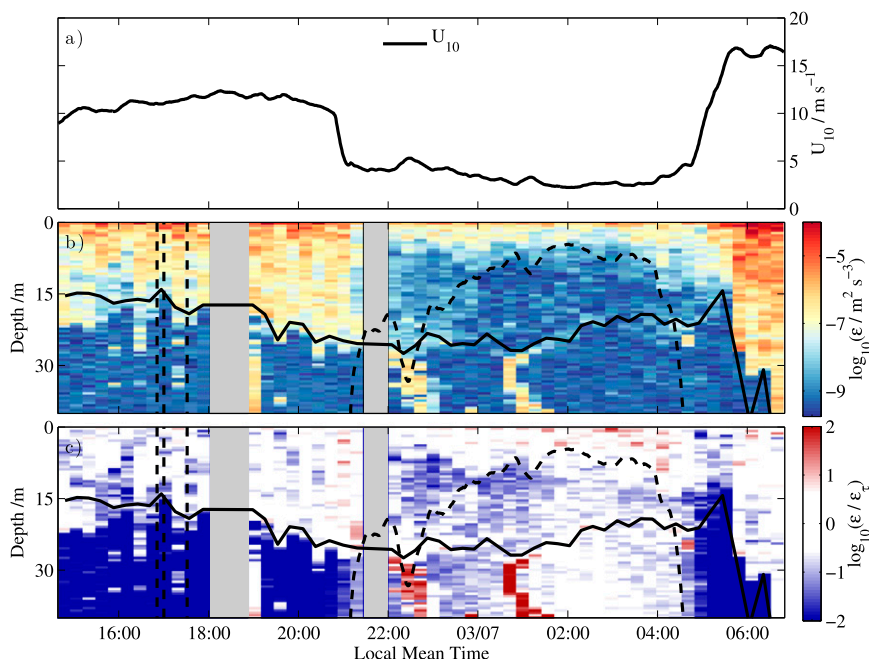 a)
U10
20
15
10
5
0
U10 / m s−1
b)
0
15
30
Depth /m
−5
−7
−9
log10(ε / m2 s−3)
c)
0
15
30
Depth /m
2
1
0
−1
−2
log10(ε / ετ)
16:00 18:00 20:00 22:00 03/07 02:00 04:00 06:00
Local Mean Time